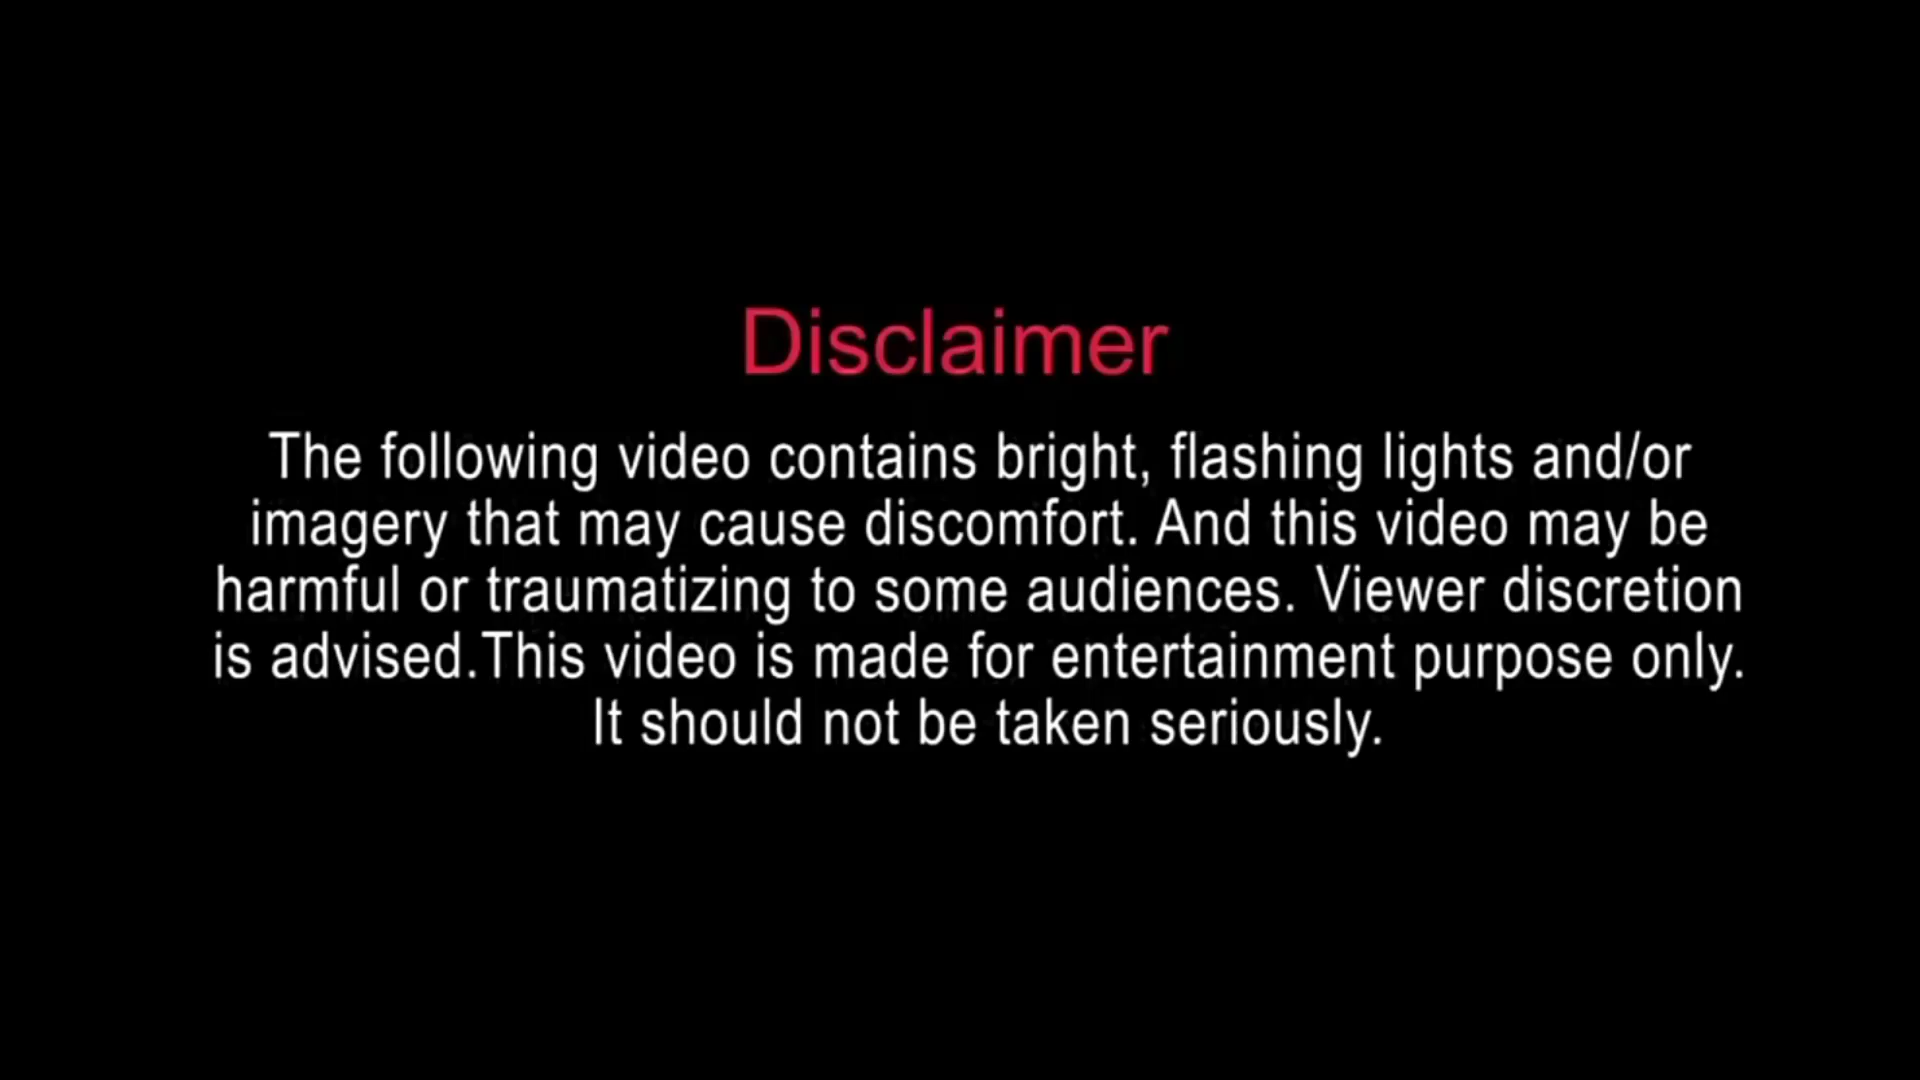 Disclaimer
The following video contains bright, flashing lights and/or
imagery that may cause discomfort. And this video may be
harmful or traumatizing to some audiences. Viewer discretion
is advised.This video is made for entertainment purpose only.
It should not be taken seriously.